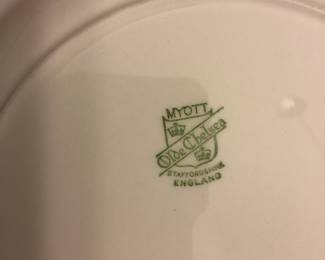 MYOTT
Olde Chelsea
STAFFORDSHIRE
ENGLAND